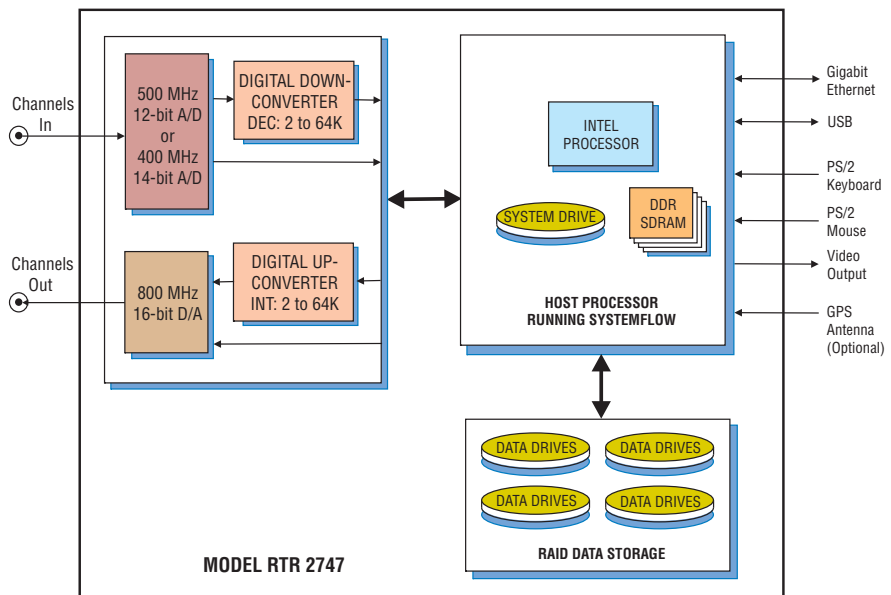 Channels
In
500 MHz
12-bit A/D
or
400 MHz
14-bit A/D
DIGITAL DOWN-
CONVERTER
DEC: 2 to 64K
Channels
Out
800 MHz
16-bit D/A
DIGITAL UP-
CONVERTER
INT: 2 to 64K
INTEL
PROCESSOR
SYSTEM DRIVE
DDR
SDRAM
HOST PROCESSOR
RUNNING SYSTEMFLOW
Gigabit
Ethernet
USB
PS/2
Keyboard
PS/2
Mouse
Video
Output
GPS
Antenna
(Optional)
DATA DRIVES
DATA DRIVES
DATA DRIVES
DATA DRIVES
RAID DATA STORAGE
MODEL RTR 2747